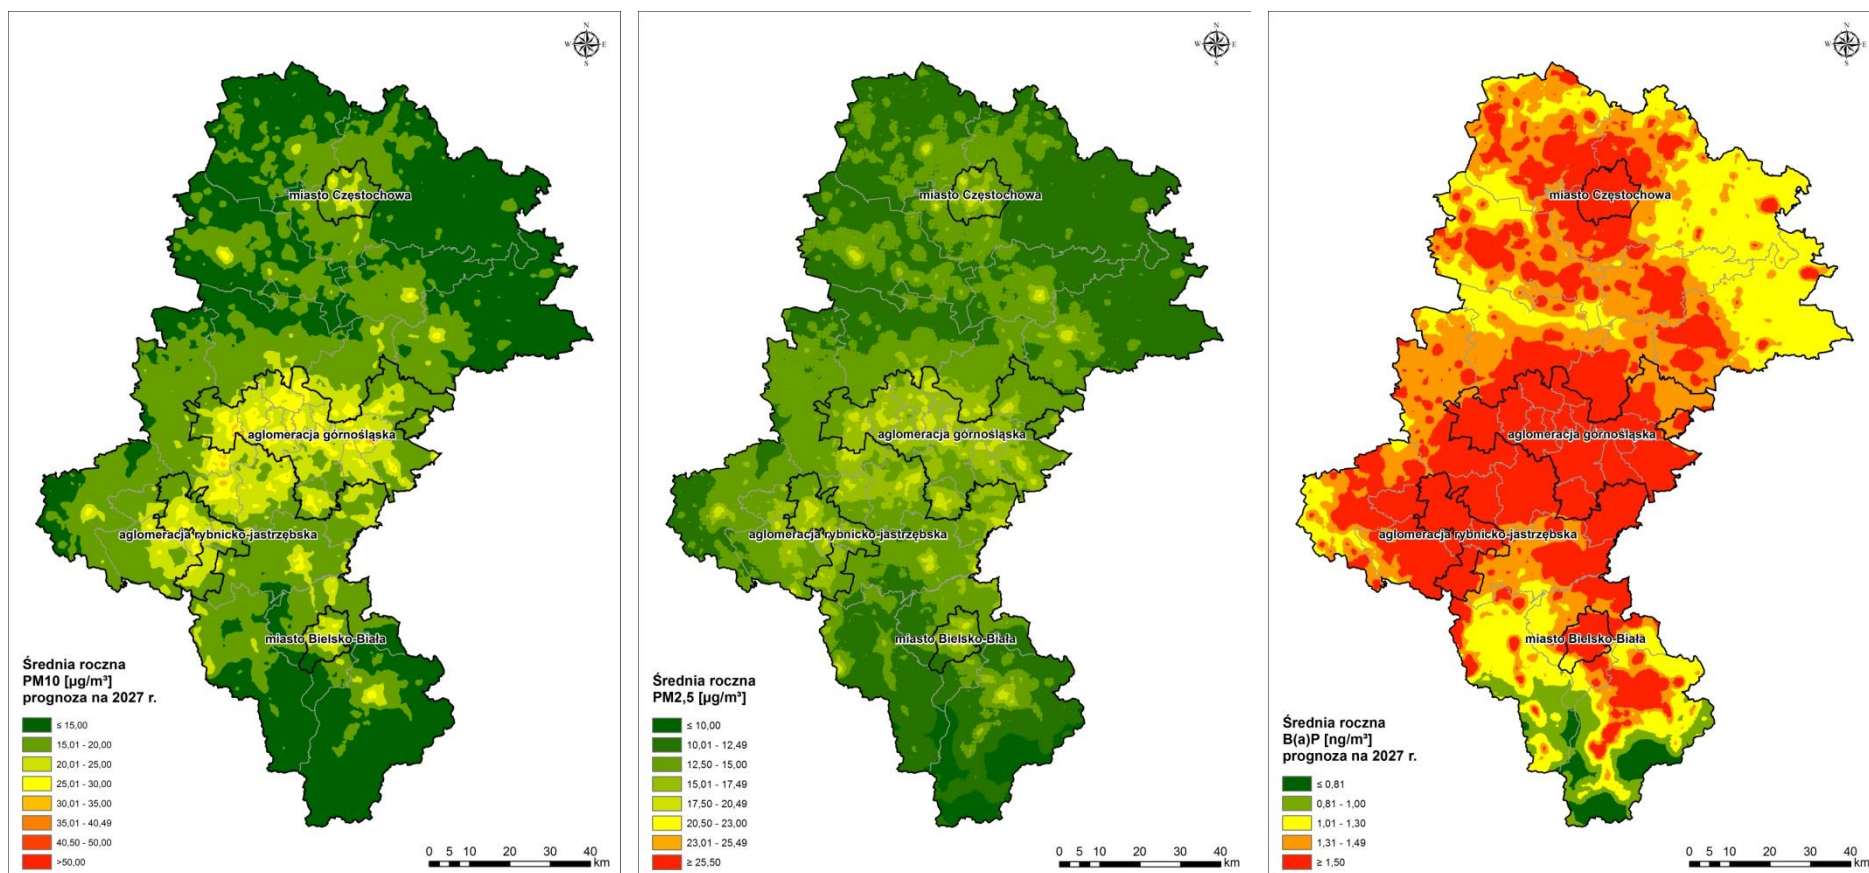 N
W E
S
miasto Częstochowa
aglomeracja górnośląska
aglomeracja rybnicko-jastrzębska
miasto Bielsko-Biała
Średnia roczna
PM10 [µg/m³]
prognoza na 2027 r.
≤ 15,00
15,01 - 20,00
20,01 - 25,00
25,01 - 30,00
30,01 - 35,00
35,01 - 40,49
40,50 - 50,00
>50,00
0 5 10 20 30 40
km
N
W E
S
miasto Częstochowa
aglomeracja górnośląska
aglomeracja rybnicko-jastrzębska
miasto Bielsko-Biała
Średnia roczna
PM2,5 [µg/m³]
≤ 10,00
10,01 - 12,49
12,50 - 15,00
15,01 - 17,49
17,50 - 20,49
20,50 - 23,00
23,01 - 25,49
≥ 25,50
0 5 10 20 30 40
km
N
W E
S
miasto Częstochowa
aglomeracja górnośląska
aglomeracja rybnicko-jastrzębska
miasto Bielsko-Biała
Średnia roczna
B(a)P [ng/m³]
prognoza na 2027 r.
≤ 0,81
0,81 - 1,00
1,01 - 1,30
1,31 - 1,49
≥ 1,50
0 5 10 20 30 40
km